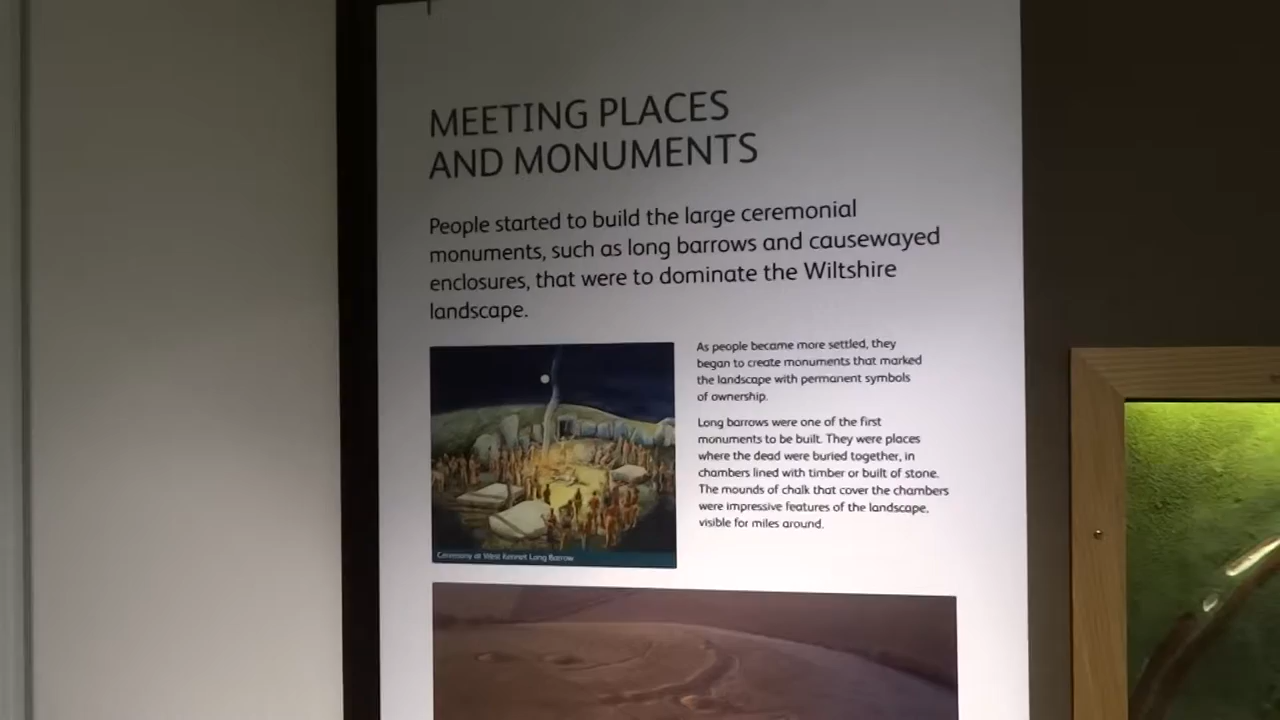 MEETING PLACES
AND MONUMENTS
People started to build the large ceremonial
monuments, such as long barrows and causewayed
enclosures, that were to dominate the Wiltshire
landscape.
As people became more settled, they
began to create monuments that marked
the landscape with permanent symbols
of ownership.
Long barrows were one of the first
monuments to be built. They were places
where the dead were buried together, in
chambers lined with timber or built of stone.
The mounds of chalk that cover the chambers
were impressive features of the landscape,
visible for miles around.
Ceremony at West Kennet Long Barrow